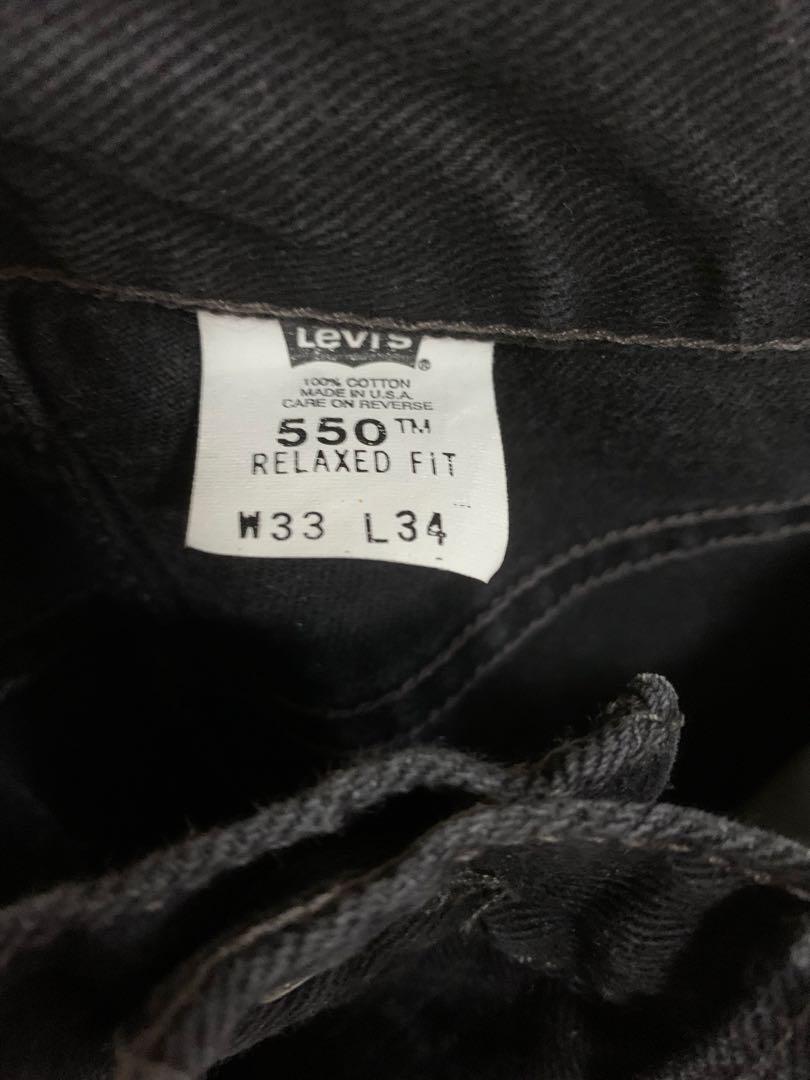 Levi's
®
100% COTTON
MADE IN U.S.A.
CARE ON REVERSE
550™
RELAXED FiT
W33 L34